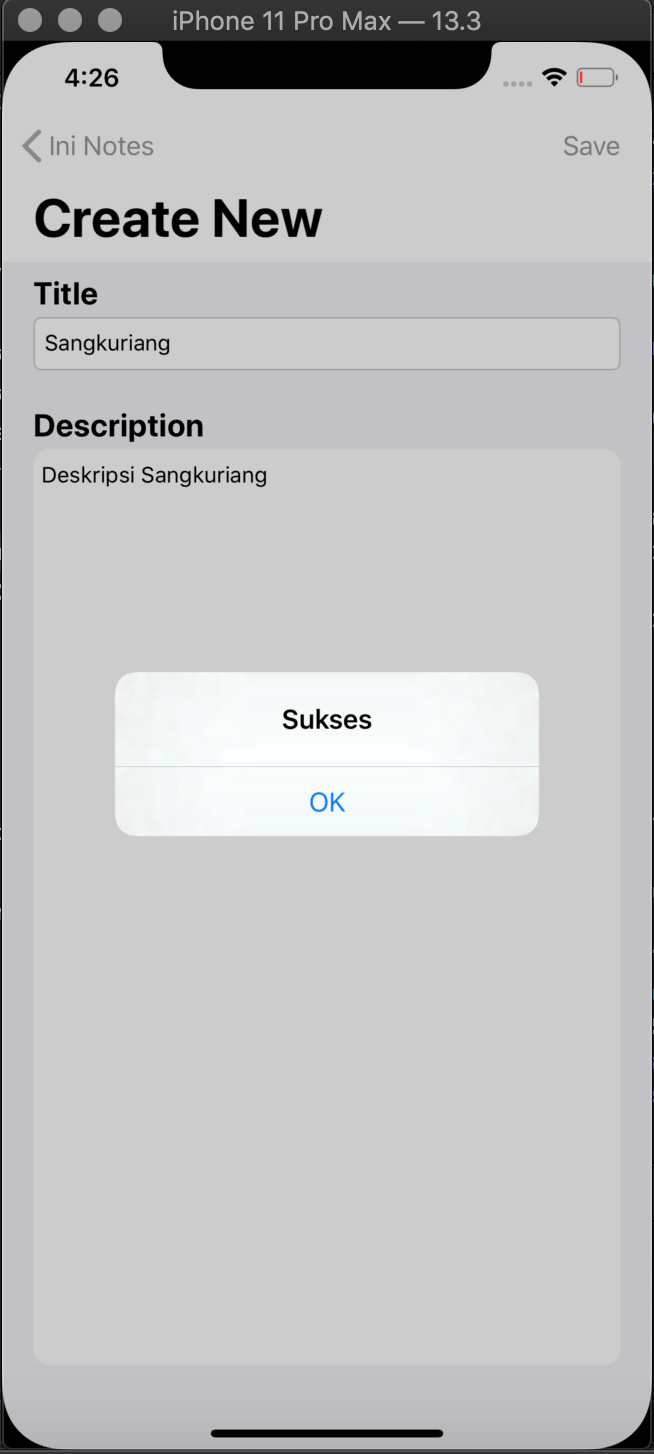 iPhone 11 Pro Max — 13.3
4:26
Ini Notes
Save
Create New
Title
Sangkuriang
Description
Deskripsi Sangkuriang
Sukses
OK